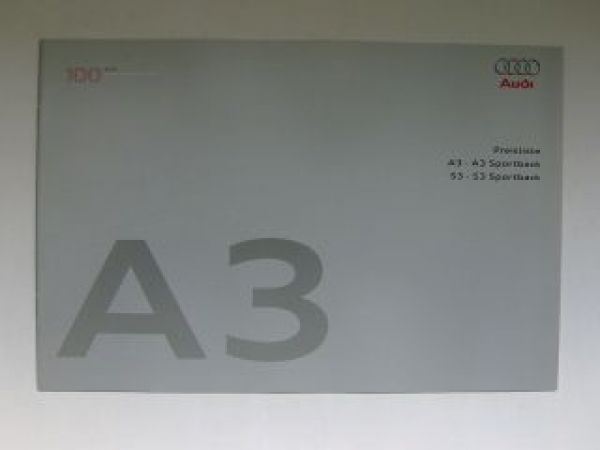 100
Audi
Preisliste
A3 · A3 Sportback
S3 · S3 Sportback
A3